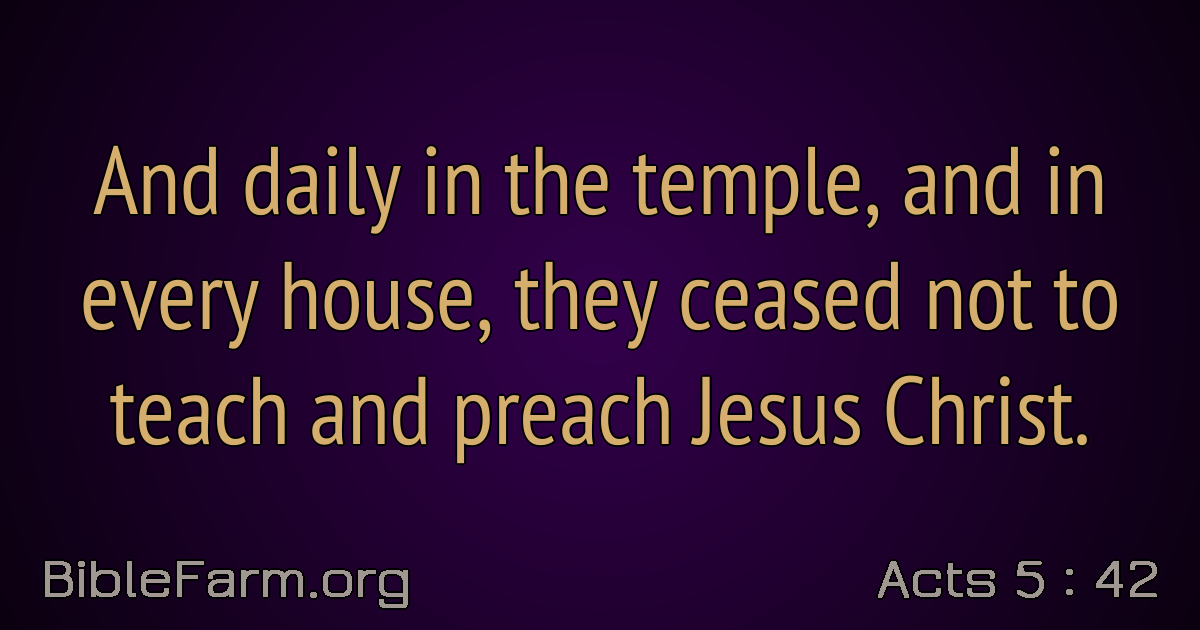 And daily in the temple, and in
every house, they ceased not to
teach and preach Jesus Christ.
BibleFarm.org
Acts 5 : 42